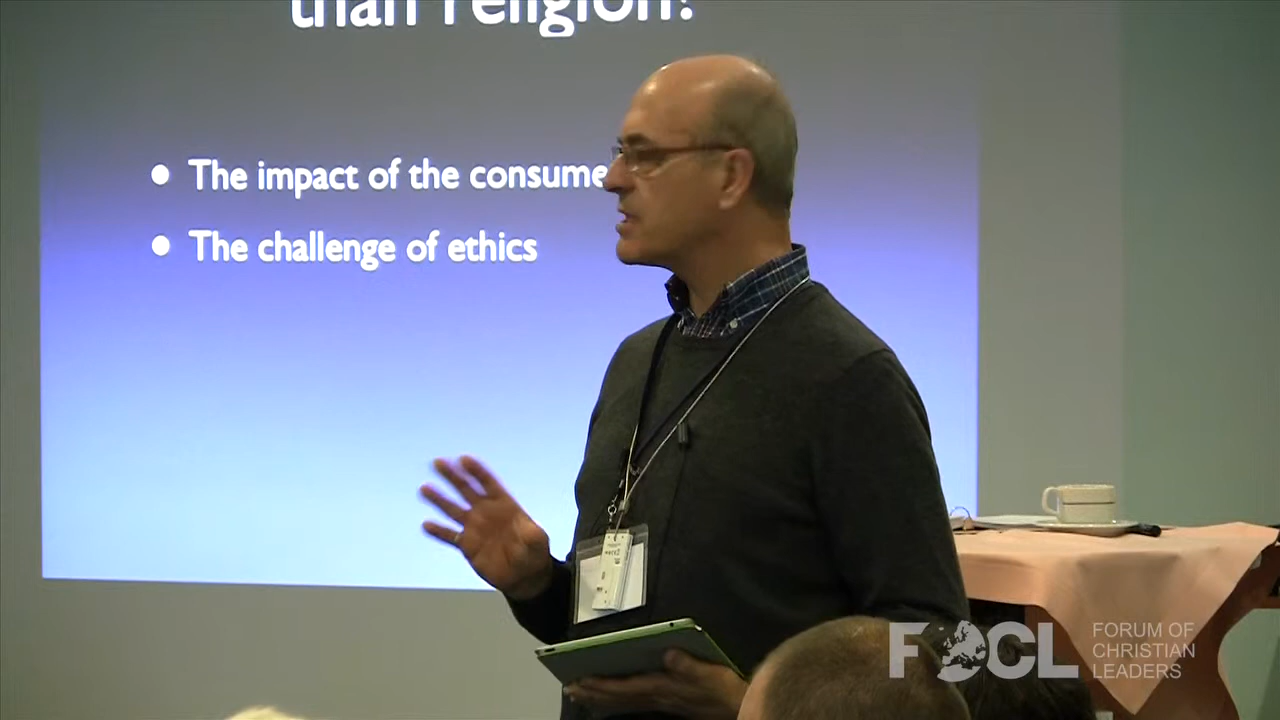 than religion?
• The impact of the consume
• The challenge of ethics
FOCL
FORUM OF
CHRISTIAN
LEADERS